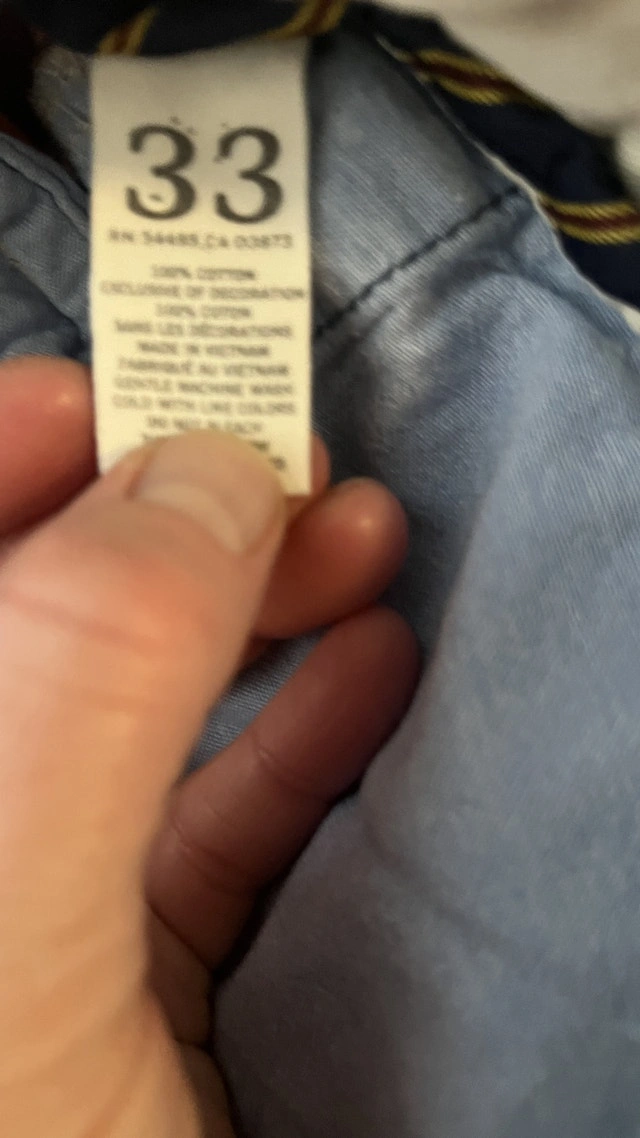 33
RN 54485, CA 03873
100% COTTON
EXCLUSIVE OF DECORATION
100% COTON
SANS LES DÉCORATIONS
MADE IN VIETNAM
FABRIQUÉ AU VIETNAM
GENTLE MACHINE WASH
COLD WITH LIKE COLORS
DO NOT BLEACH